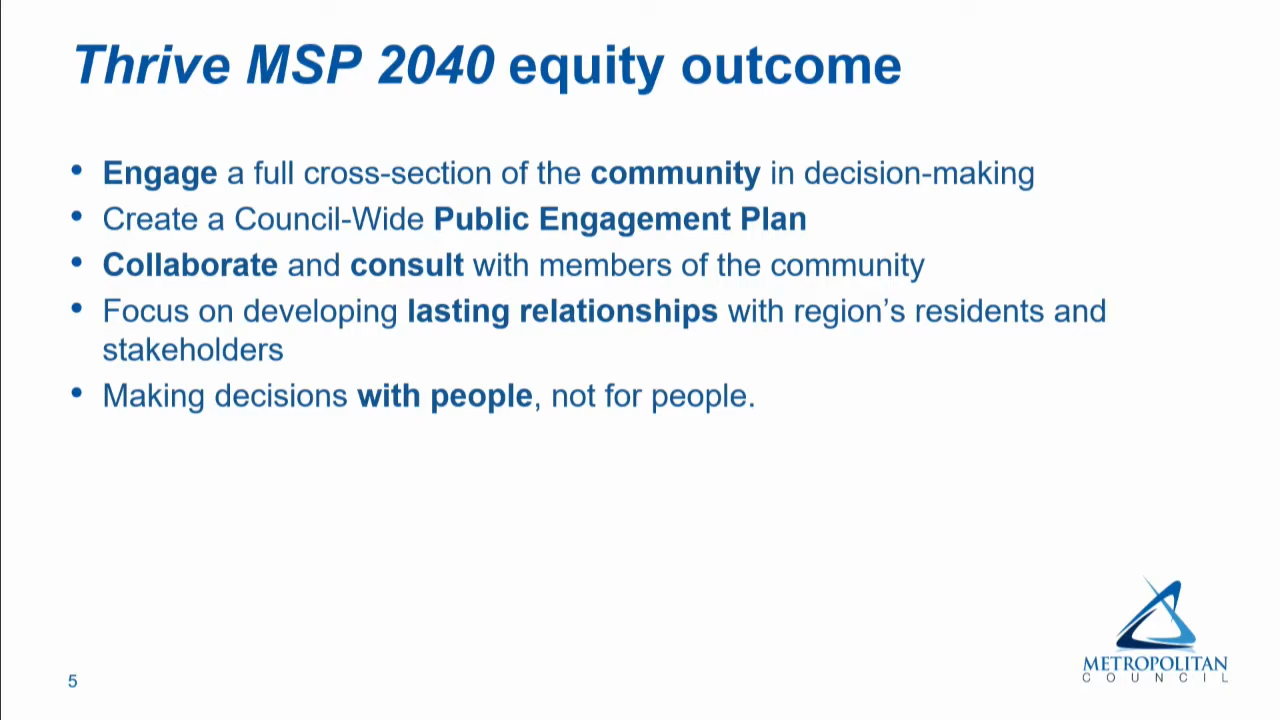 Thrive MSP 2040 equity outcome
• Engage a full cross-section of the community in decision-making
• Create a Council-Wide Public Engagement Plan
• Collaborate and consult with members of the community
• Focus on developing lasting relationships with region’s residents and
stakeholders
• Making decisions with people, not for people.
5
METROPOLITAN
COUNCIL